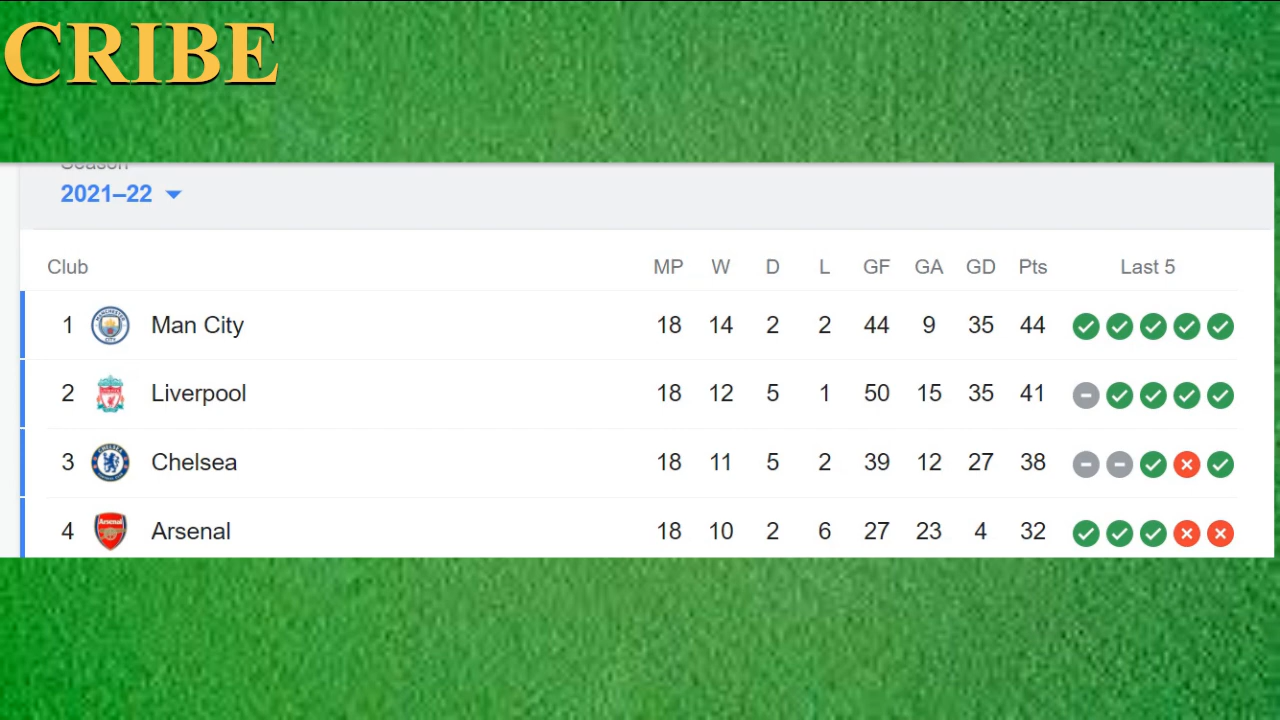 CRIBE
Season
2021–22
Club MP W D L GF GA GD Pts Last 5
1 Man City 18 14 2 2 44 9 35 44
2 Liverpool 18 12 5 1 50 15 35 41
3 Chelsea 18 11 5 2 39 12 27 38
4 Arsenal 18 10 2 6 27 23 4 32